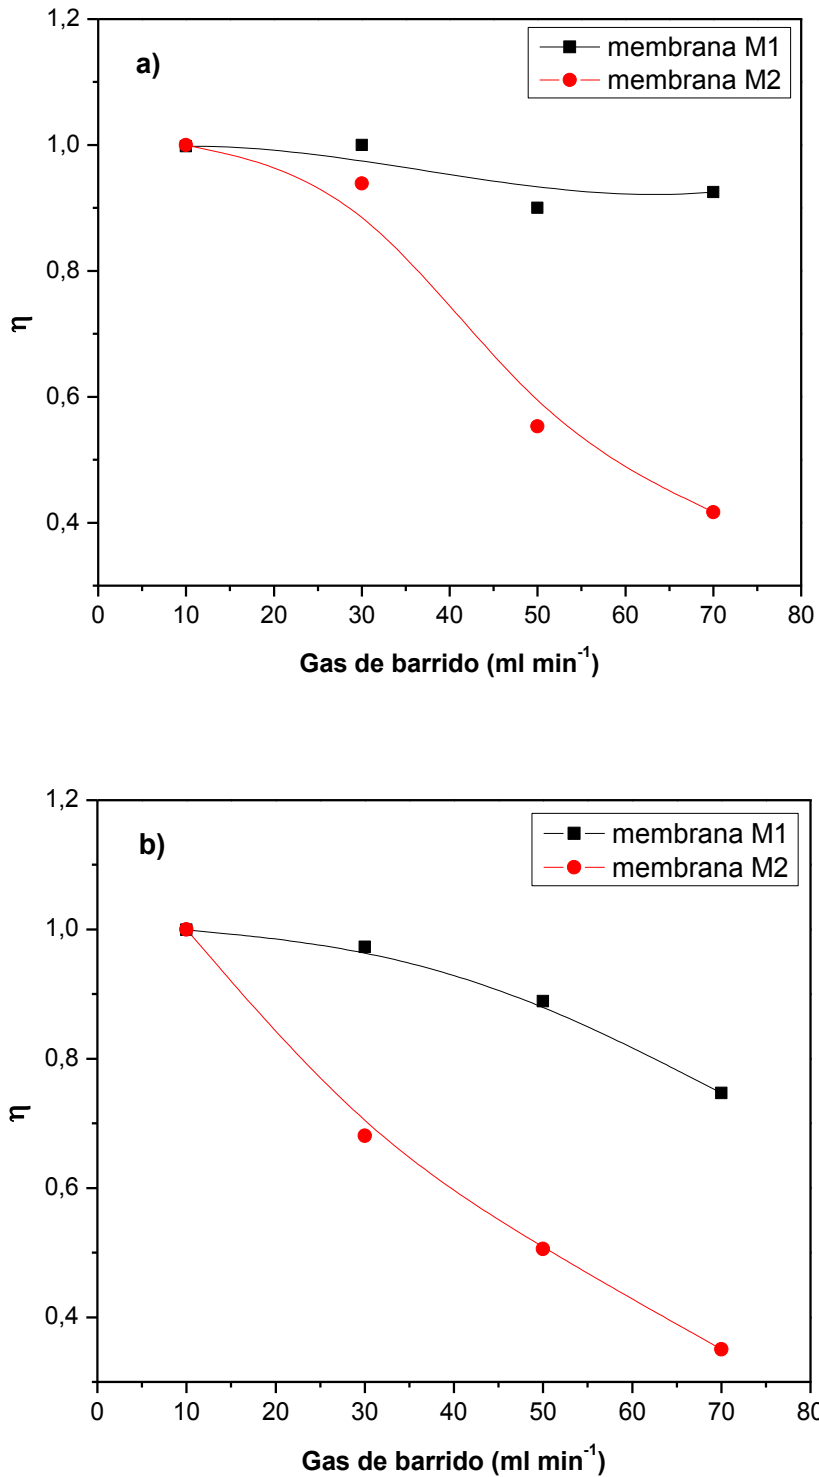 1,2
a)
membrana M1
membrana M2
1,0
0,8
η
0,6
0,4
0 10 20 30 40 50 60 70 80
Gas de barrido (ml min⁻¹)
1,2
b)
membrana M1
membrana M2
1,0
0,8
η
0,6
0,4
0 10 20 30 40 50 60 70 80
Gas de barrido (ml min⁻¹)